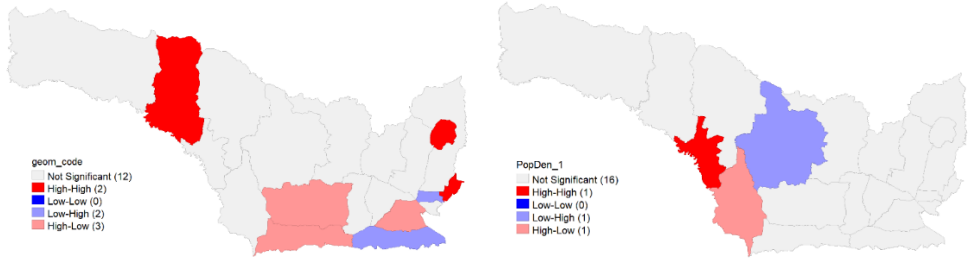 geom_code
Not Significant (12)
High-High (2)
Low-Low (0)
Low-High (2)
High-Low (3)
PopDen_1
Not Significant (16)
High-High (1)
Low-Low (0)
Low-High (1)
High-Low (1)